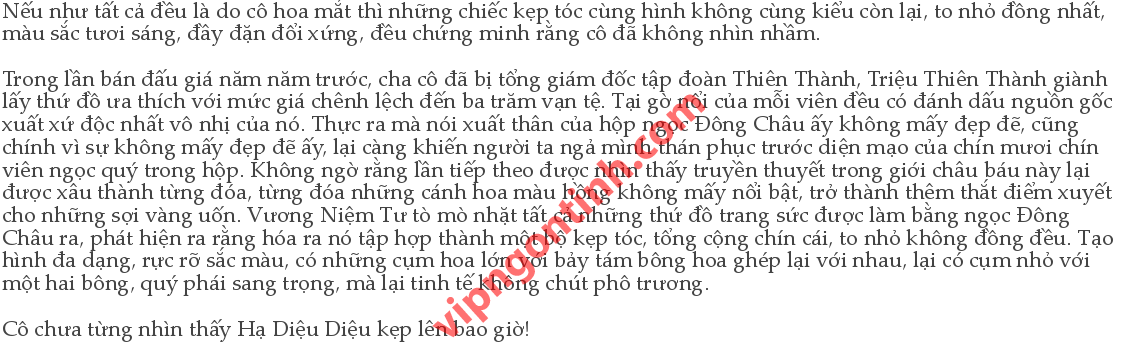 Nếu như tất cả đều là do cô hoa mắt thì những chiếc kẹp tóc cùng hình không cùng kiểu còn lại, to nhỏ đồng nhất,
màu sắc tươi sáng, đầy đặn đối xứng, đều chứng minh rằng cô đã không nhìn nhầm.
Trong lần bán đấu giá năm năm trước, cha cô đã bị tổng giám đốc tập đoàn Thiên Thành, Triệu Thiên Thành giành
lấy thứ đồ ưa thích với mức giá chênh lệch đến ba trăm vạn tệ. Tại gờ nổi của mỗi viên đều có đánh dấu nguồn gốc
xuất xứ độc nhất vô nhị của nó. Thực ra mà nói xuất thân của hộp ngọc Đông Châu ấy không mấy đẹp đẽ, cũng
chính vì sự không mấy đẹp đẽ ấy, lại càng khiến người ta ngả mình thán phục trước diện mạo của chín mươi chín
viên ngọc quý trong hộp. Không ngờ rằng lần tiếp theo được nhìn thấy truyền thuyết trong giới châu báu này lại
được xâu thành từng đóa, từng đóa những cánh hoa màu hồng không mấy nổi bật, trở thành thêm thắt điểm xuyết
cho những sợi vàng uốn. Vương Niệm Tư tò mò nhặt tất cả những thứ đồ trang sức được làm bằng ngọc Đông
Châu ra, phát hiện ra rằng hóa ra nó tập hợp thành một bộ kẹp tóc, tổng cộng chín cái, to nhỏ không đồng đều. Tạo
hình đa dạng, rực rỡ sắc màu, có những cụm hoa lớn với bảy tám bông hoa ghép lại với nhau, lại có cụm nhỏ với
một hai bông, quý phái sang trọng, mà lại tinh tế không chút phô trương.
Cô chưa từng nhìn thấy Hạ Diệu Diệu kẹp lên bao giờ!
vipngontinh.com